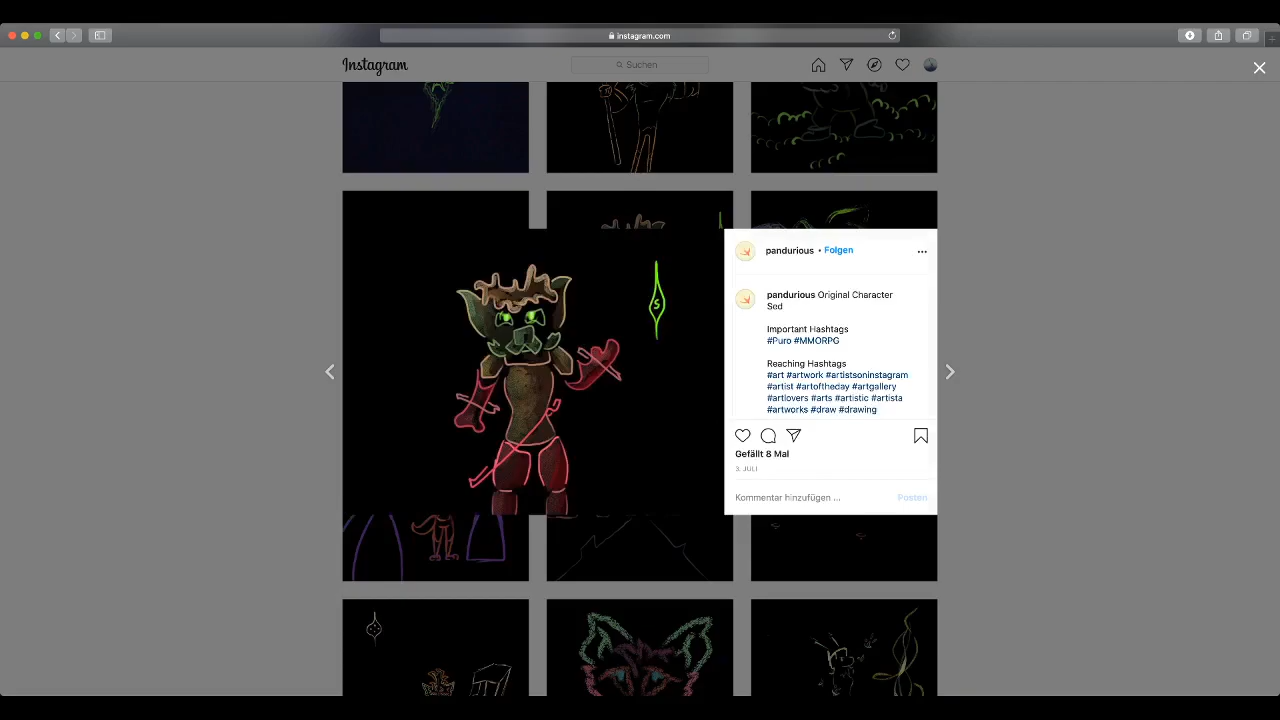 instagram.com
Instagram
Suchen
pandurious • Folgen
pandurious Original Character
Sed
Important Hashtags
#Puro #MMORPG
Reaching Hashtags
#art #artwork #artistsoninstagram
#artist #artoftheday #artgallery
#artlovers #arts #artistic #artista
#artworks #draw #drawing
Gefällt 8 Mal
3. JULI
Kommentar hinzufügen ...
Posten
S